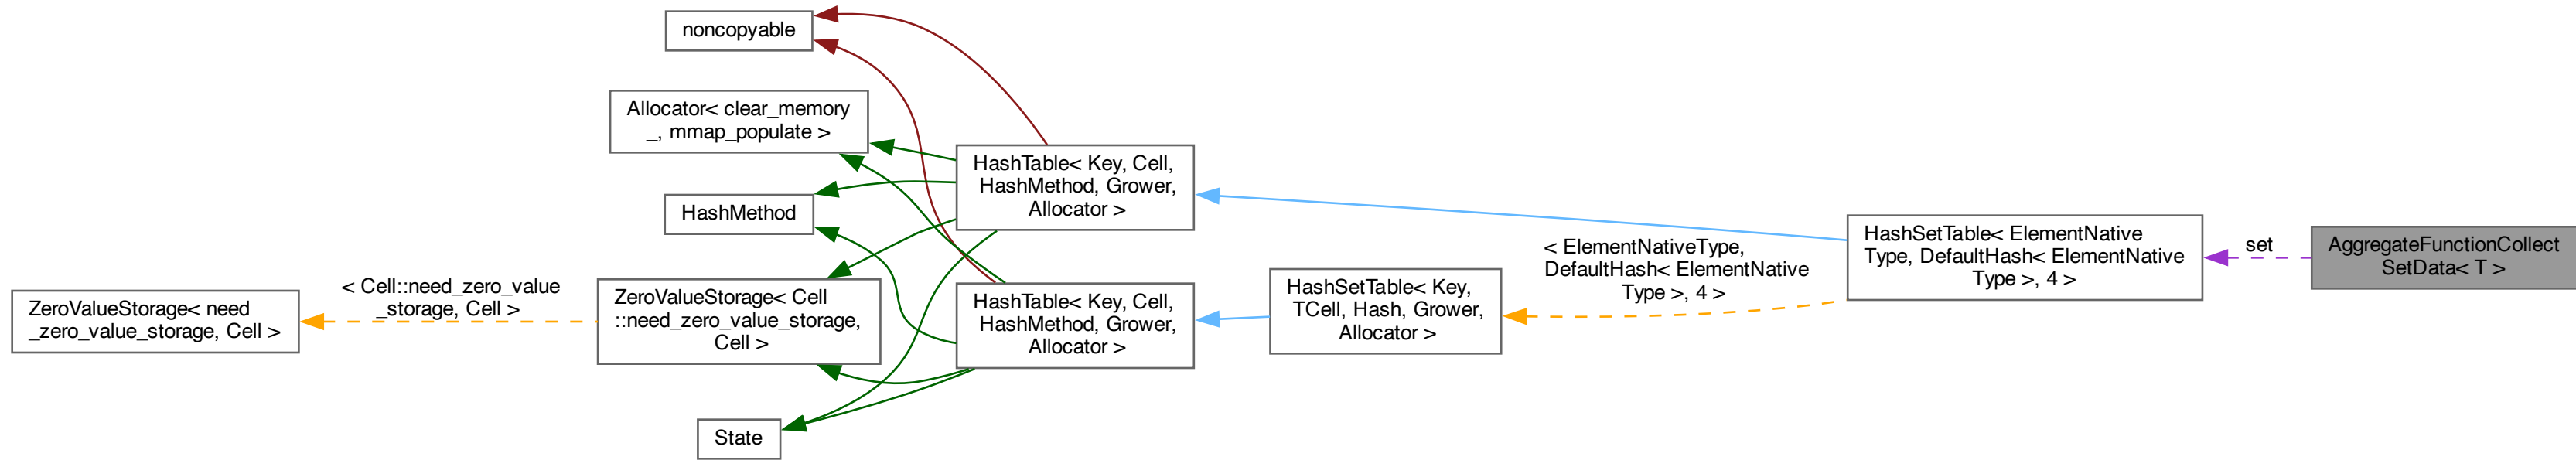 noncopyable
Allocator< clear_memory
_, mmap_populate >
HashMethod
ZeroValueStorage< need
_zero_value_storage, Cell >
< Cell::need_zero_value
_storage, Cell >
ZeroValueStorage< Cell
::need_zero_value_storage,
Cell >
State
HashTable< Key, Cell,
HashMethod, Grower,
Allocator >
HashTable< Key, Cell,
HashMethod, Grower,
Allocator >
HashSetTable< Key,
TCell, Hash, Grower,
Allocator >
< ElementNativeType,
DefaultHash< ElementNative
Type >, 4 >
HashSetTable< ElementNative
Type, DefaultHash< ElementNative
Type >, 4 >
set
AggregateFunctionCollect
SetData< T >